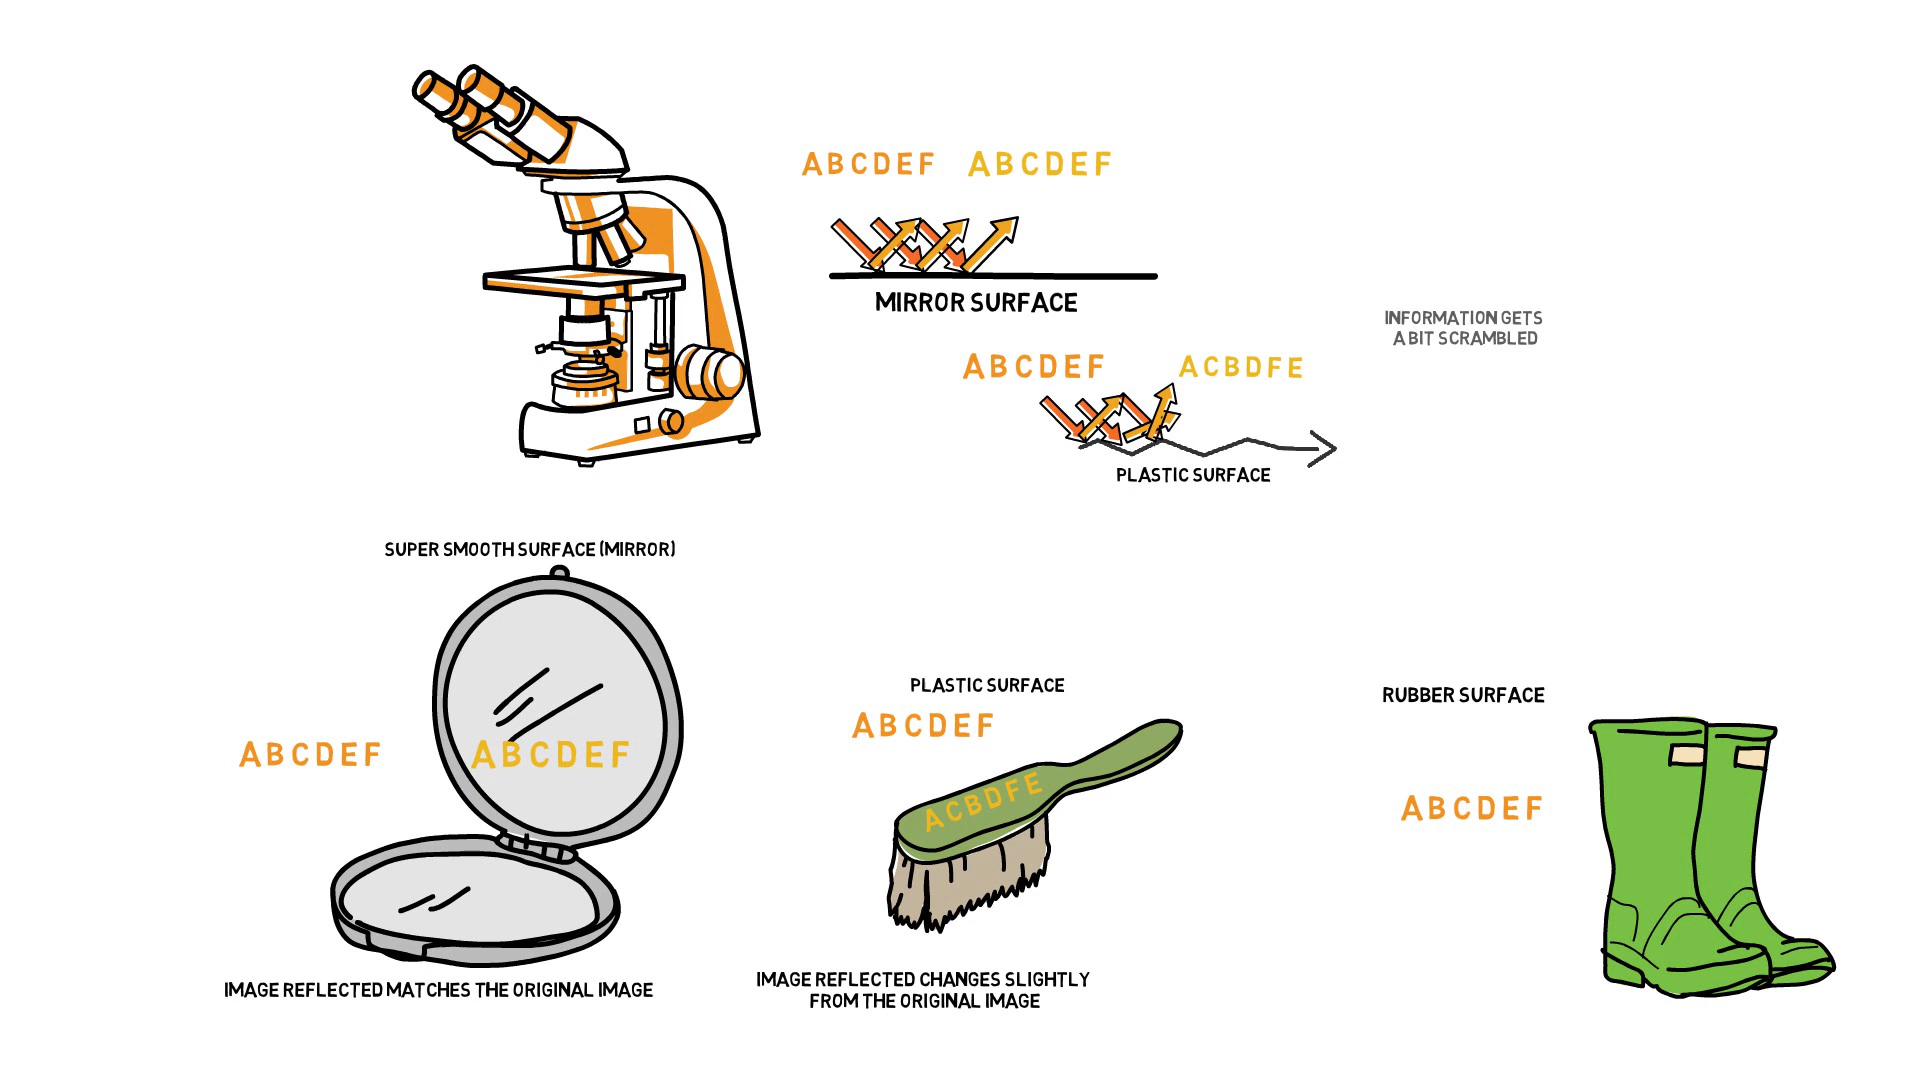 ABCDEF ABCDEF
MIRROR SURFACE
INFORMATION GETS
A BIT SCRAMBLED
ABCDEF ACBDFE
PLASTIC SURFACE
SUPER SMOOTH SURFACE (MIRROR)
ABCDEF ABCDEF
IMAGE REFLECTED MATCHES THE ORIGINAL IMAGE
PLASTIC SURFACE
ABCDEF
ACBDFE
IMAGE REFLECTED CHANGES SLIGHTLY
FROM THE ORIGINAL IMAGE
RUBBER SURFACE
ABCDEF